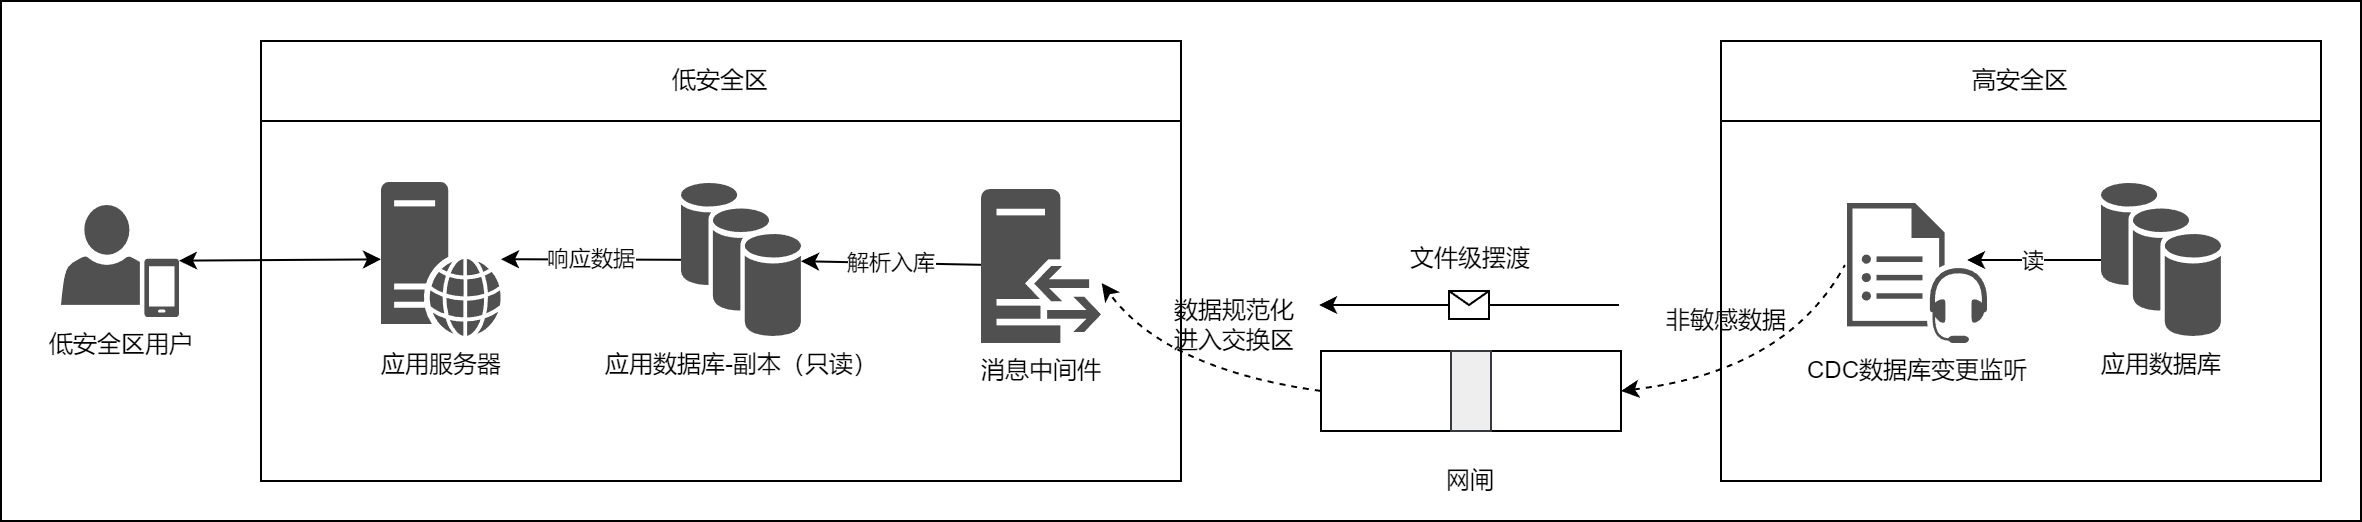 低安全区
高安全区
低安全区用户
应用服务器
响应数据
应用数据库-副本（只读）
解析入库
消息中间件
数据规范化
进入交换区
文件级摆渡
网闸
非敏感数据
CDC数据库变更监听
读
应用数据库